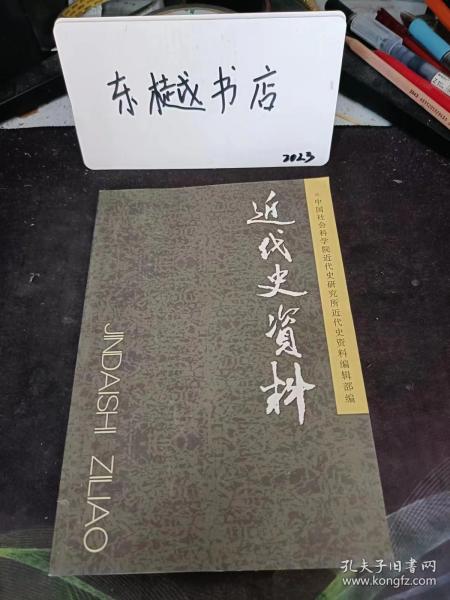 东樾书店
2023
近代史资料
中国社会科学院近代史研究所近代史资料编辑部编
JINDAISHI ZILIAO
孔夫子旧书网
www.kongfz.com